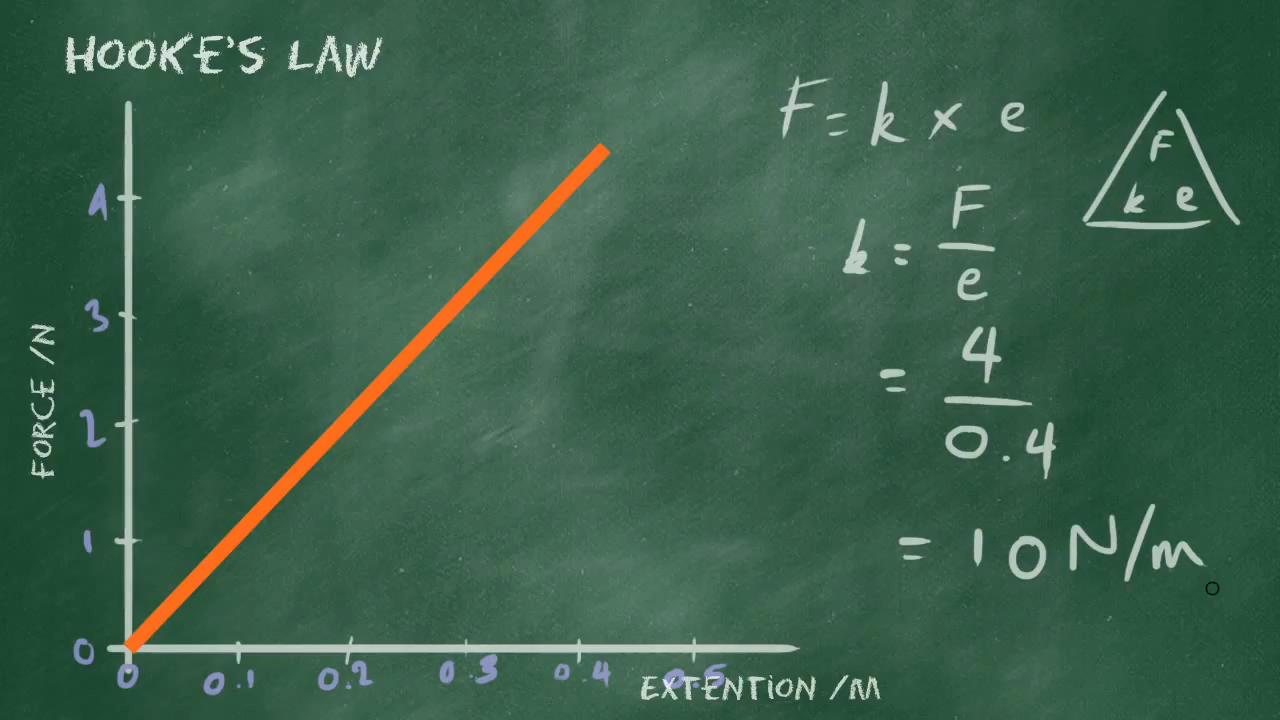 HOOKE'S LAW
F = k × e
F
k e
k = F
e
= 4
0.4
= 10 N/m
FORCE /N
4
3
2
1
0
0 0.1 0.2 0.3 0.4 0.5
EXTENTION /M